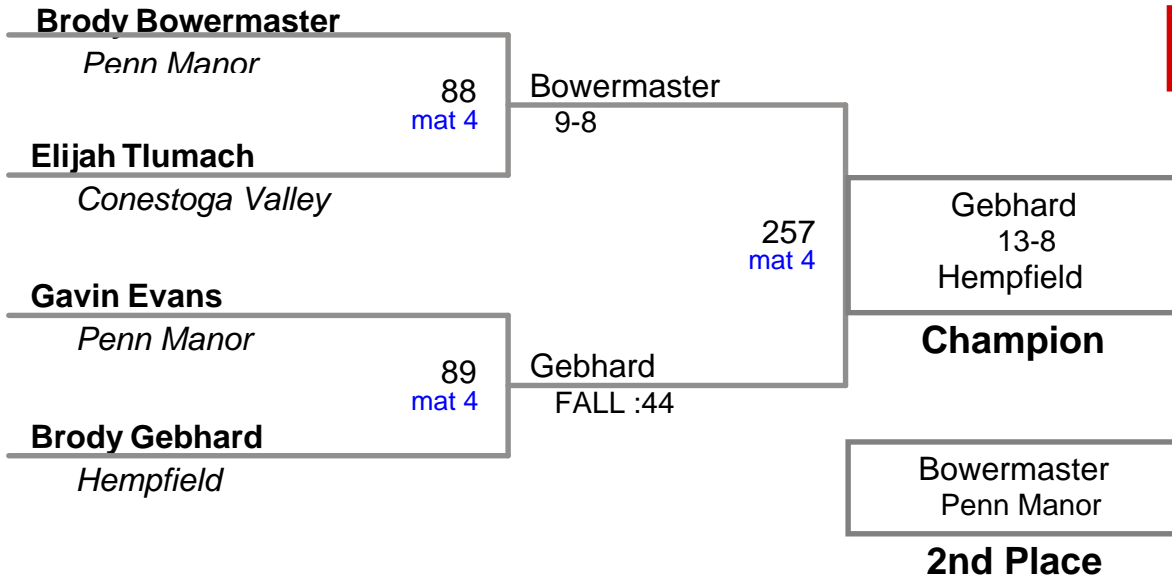 Brody Bowermaster
Penn Manor
88
mat 4
Bowermaster
9-8
Elijah Tlumach
Conestoga Valley
257
mat 4
Gebhard
13-8
Hempfield
Champion
Gavin Evans
Penn Manor
89
mat 4
Gebhard
FALL :44
Brody Gebhard
Hempfield
Bowermaster
Penn Manor
2nd Place